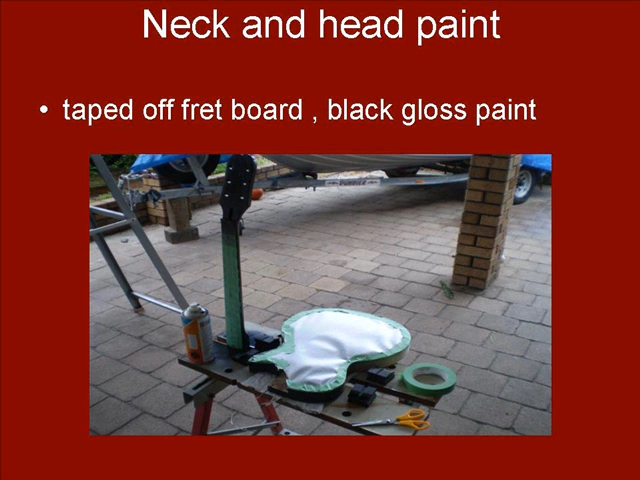 Neck and head paint
• taped off fret board , black gloss paint